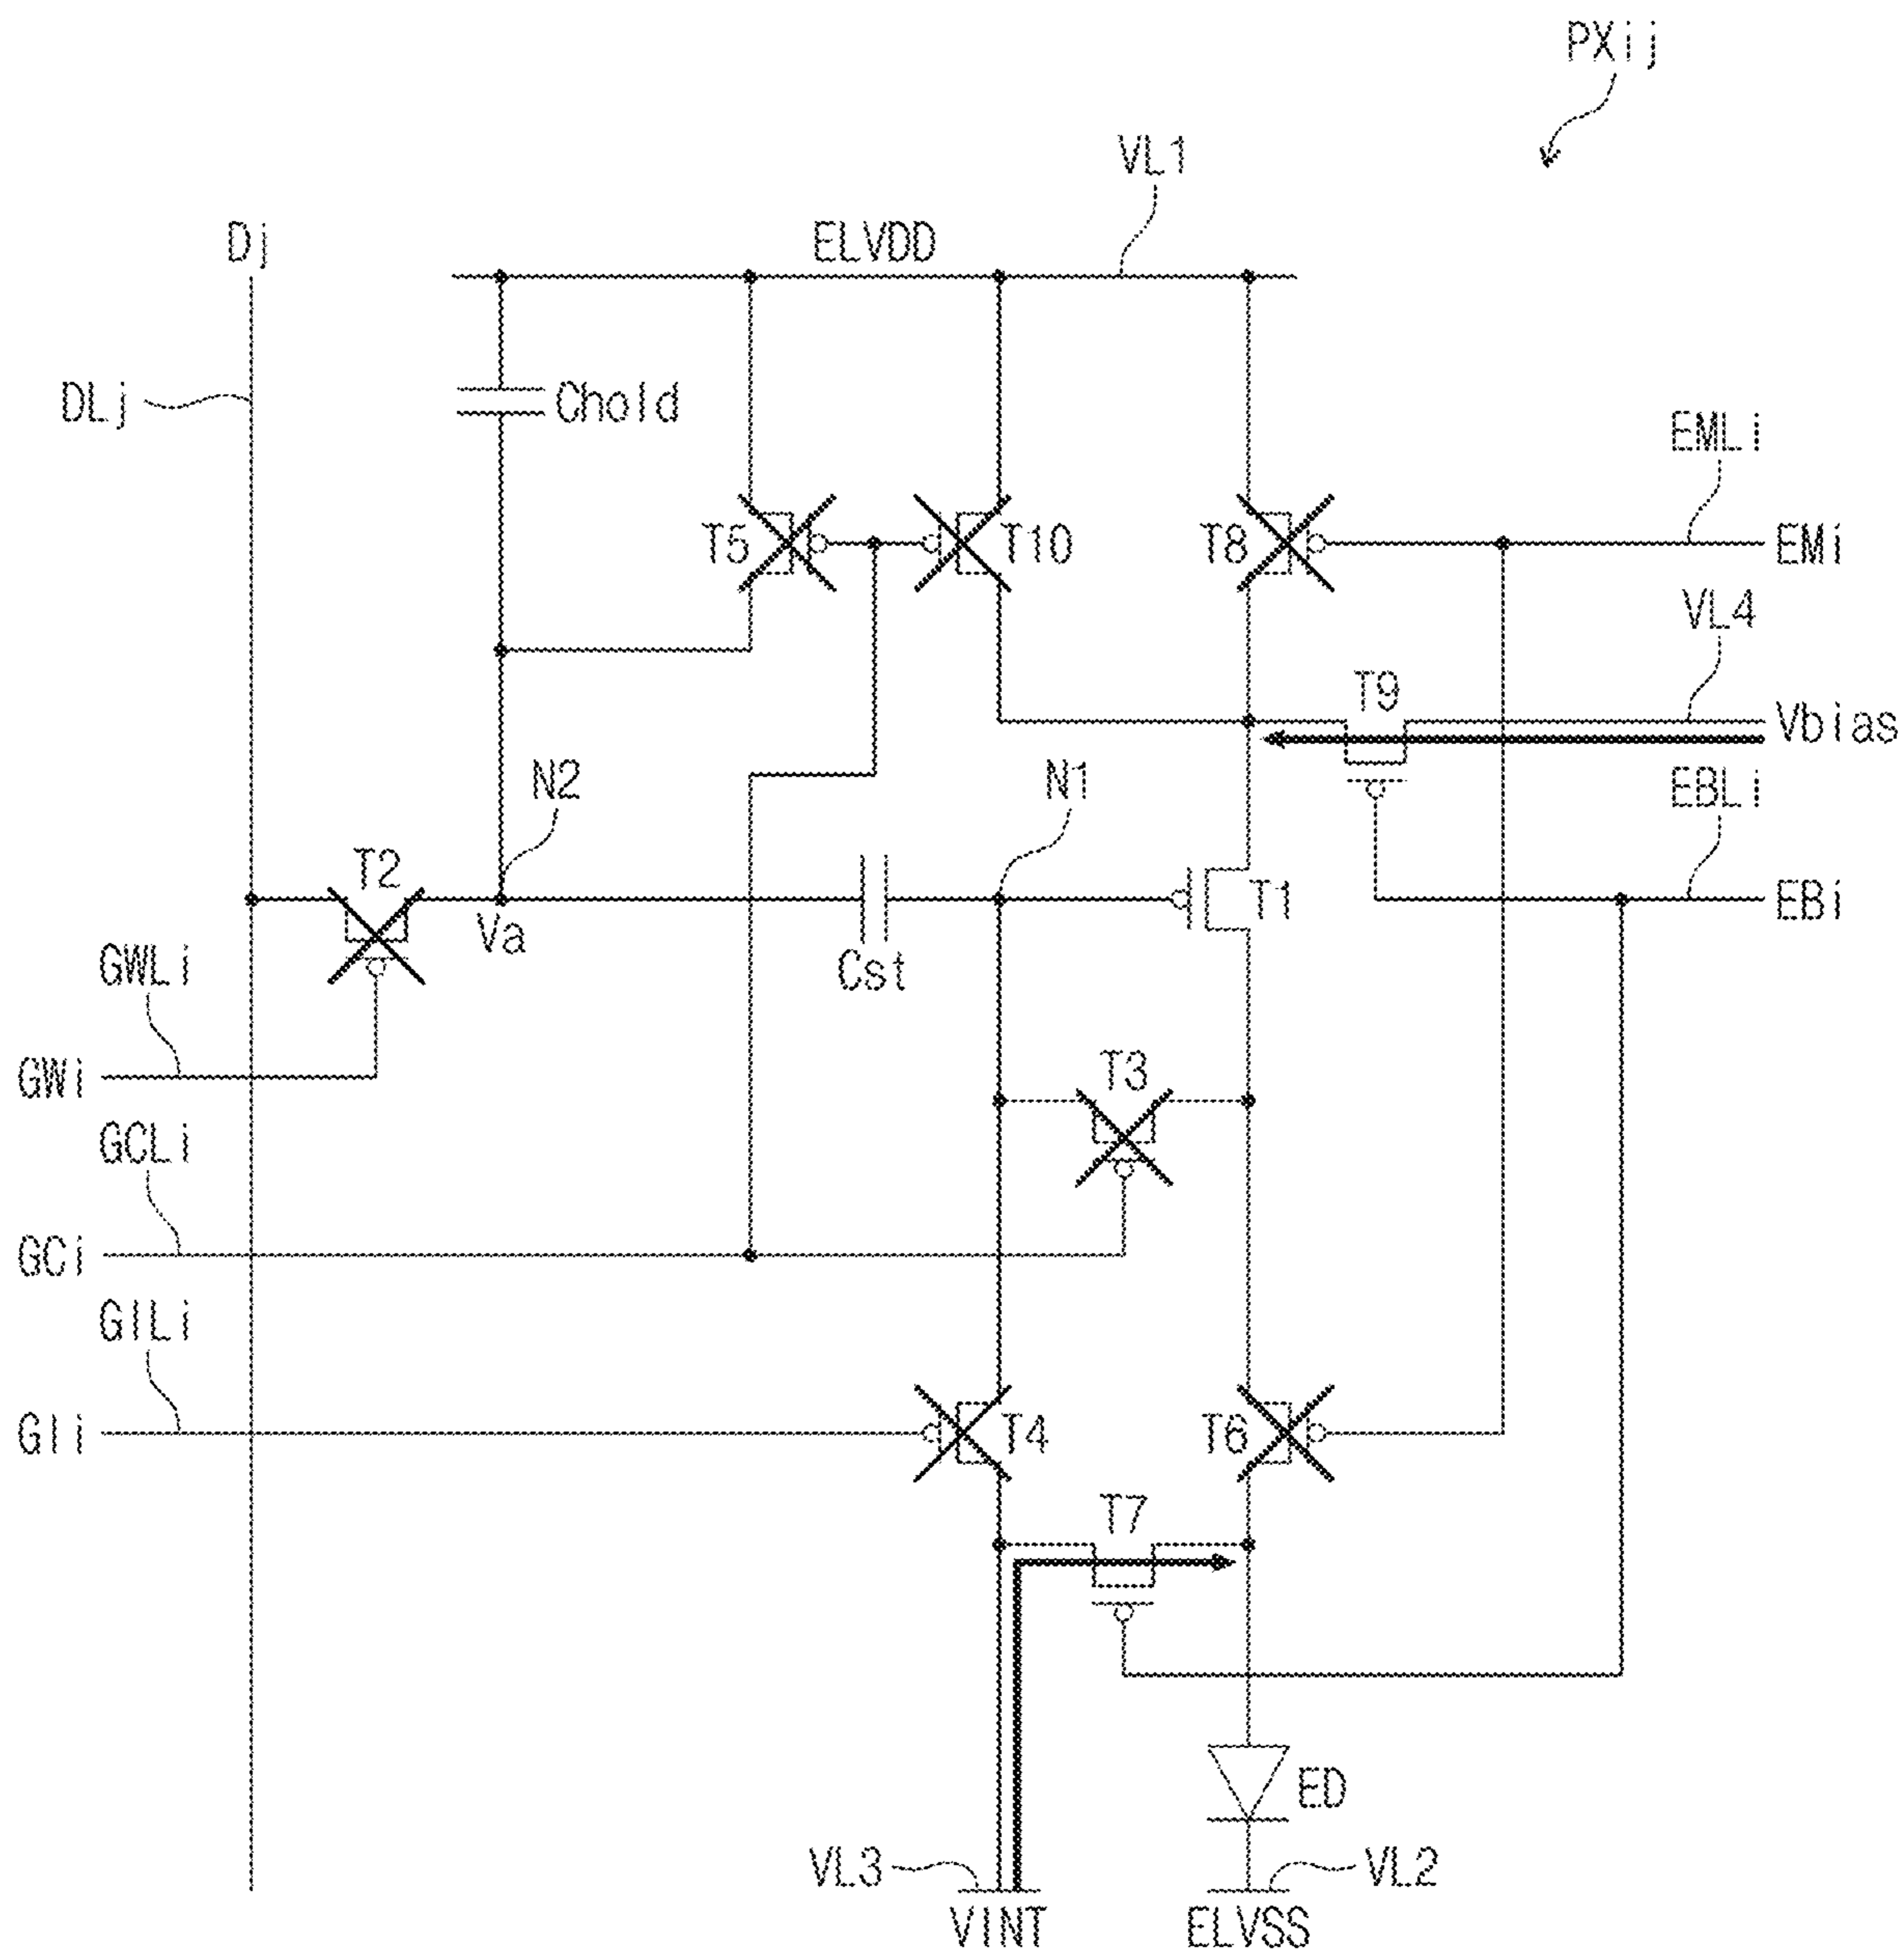 PXij
VL1
Dj
ELVDD
DLj
Chold
EMLi
T5
T10
T8
EMi
VL4
T9
Vbias
N2
N1
EBLi
T2
T1
EBi
Va
Cst
GWLi
GWi
T3
GCLi
GCi
GILi
GIi
T4
T6
T7
ED
VL3
VL2
VINT
ELVSS